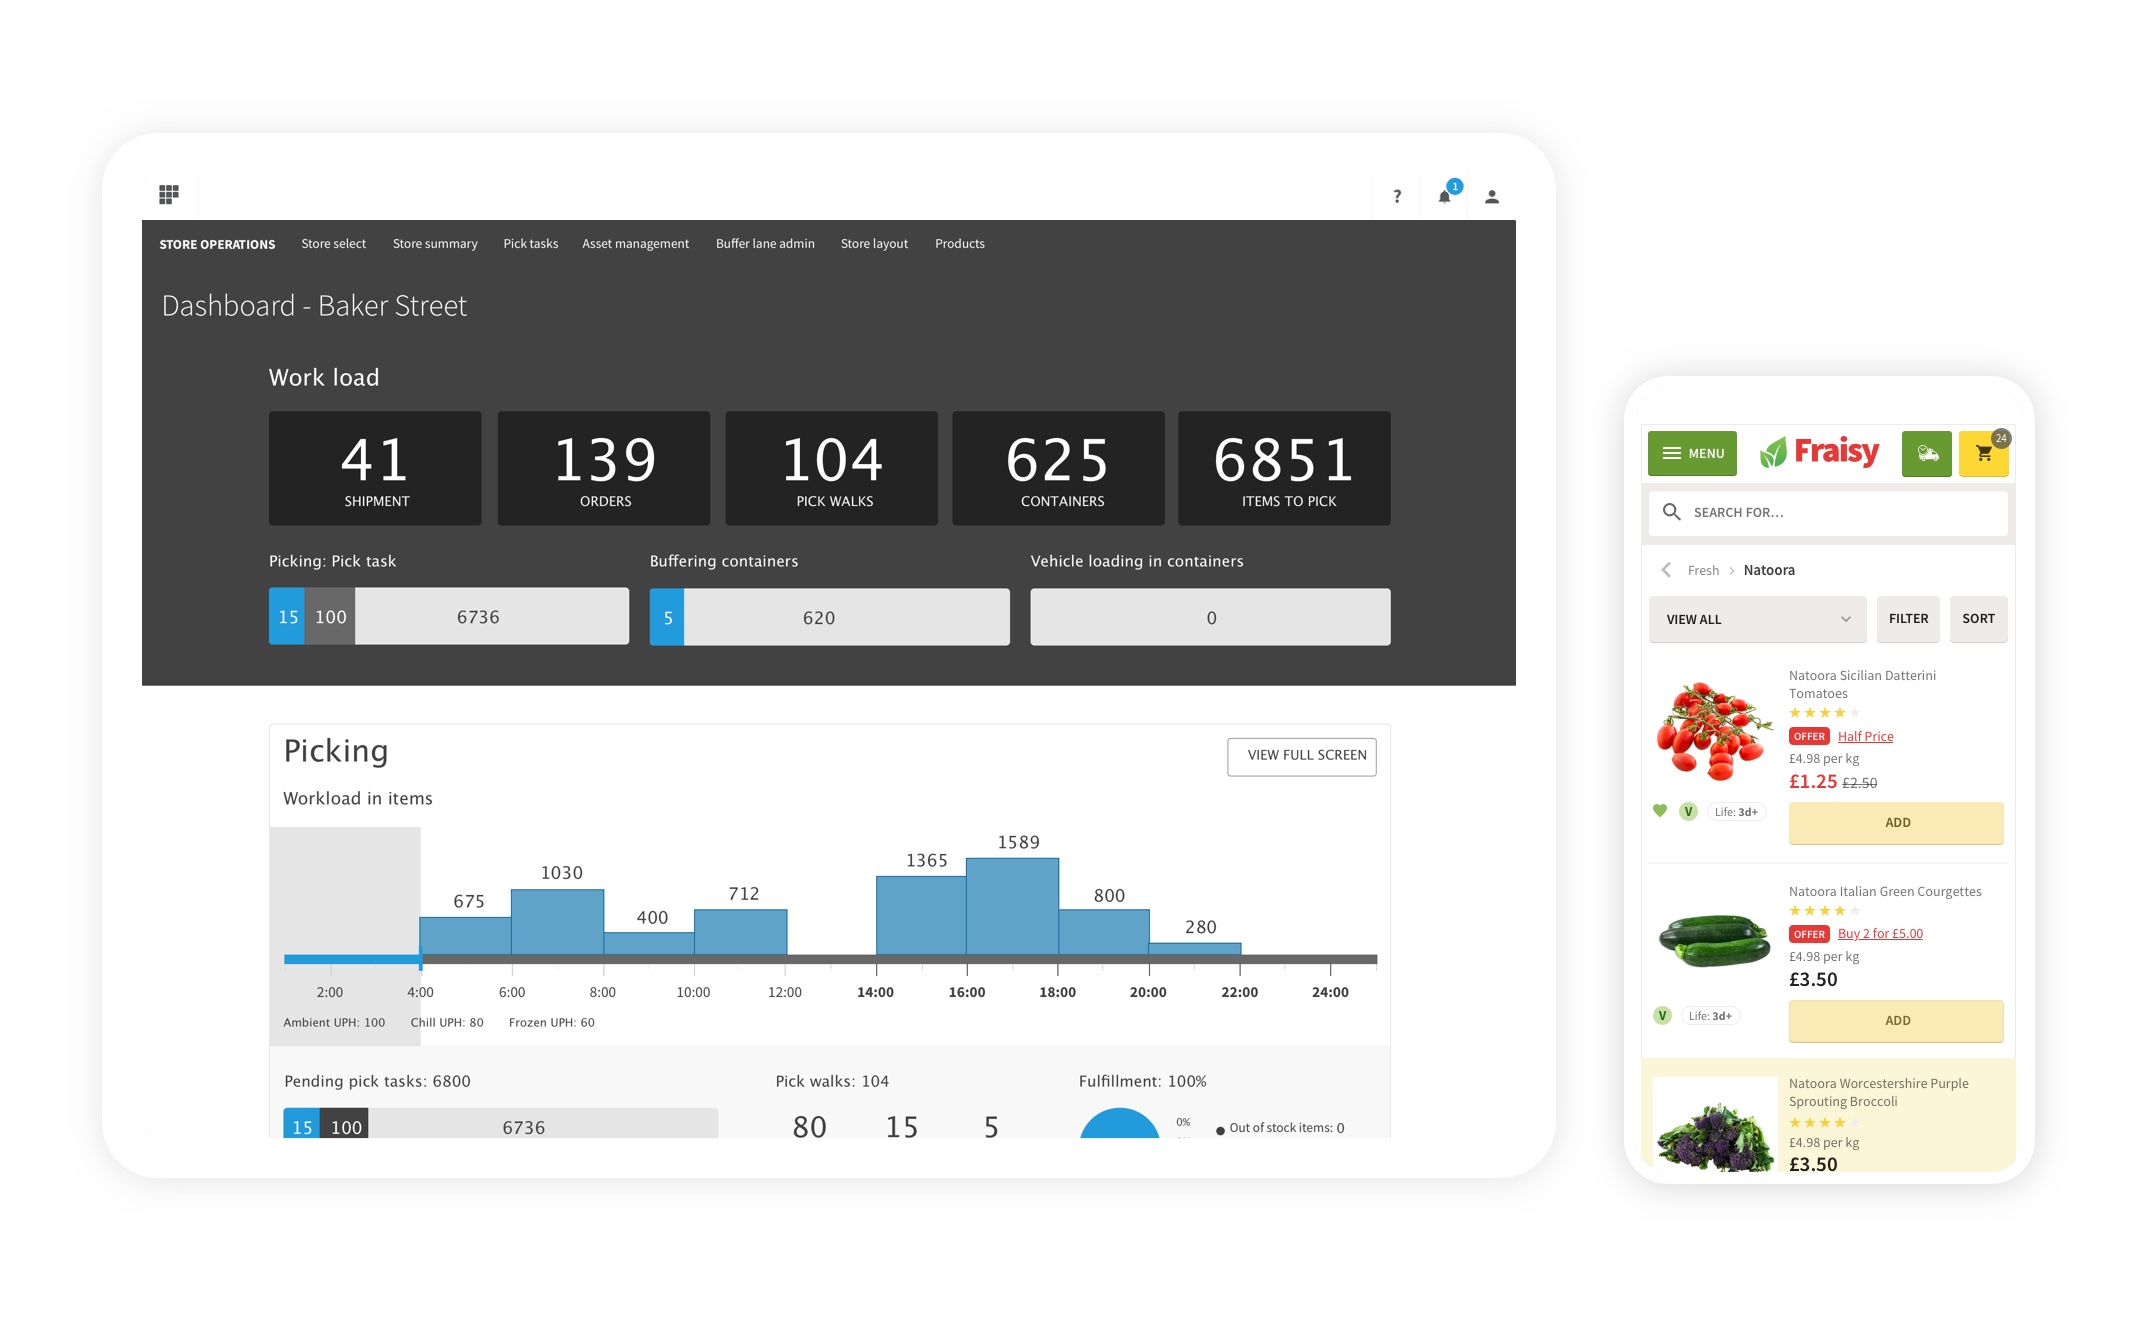 ?
1
STORE OPERATIONS Store select Store summary Pick tasks Asset management Buffer lane admin Store layout Products
Dashboard - Baker Street
Work load
41 139 104 625 6851
SHIPMENT ORDERS PICK WALKS CONTAINERS ITEMS TO PICK
Picking: Pick task Buffering containers Vehicle loading in containers
15 100 6736 5 620 0
Picking
VIEW FULL SCREEN
Workload in items
675 1030 400 712 1365 1589 800 280
2:00 4:00 6:00 8:00 10:00 12:00 14:00 16:00 18:00 20:00 22:00 24:00
Ambient UPH: 100 Chill UPH: 80 Frozen UPH: 60
Pending pick tasks: 6800 Pick walks: 104 Fulfillment: 100%
15 100 6736 80 15 5 0% Out of stock items: 0
MENU Fraisy 24
SEARCH FOR...
Fresh > Natoora
VIEW ALL FILTER SORT
Natoora Sicilian Datterini
Tomatoes
OFFER Half Price
£4.98 per kg
£1.25 £2.50
V Life: 3d+
ADD
Natoora Italian Green Courgettes
OFFER Buy 2 for £5.00
£4.98 per kg
£3.50
V Life: 3d+
ADD
Natoora Worcestershire Purple
Sprouting Broccoli
£4.98 per kg
£3.50